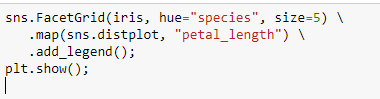 sns.FacetGrid(iris, hue="species", size=5) \
   .map(sns.distplot, "petal_length") \
   .add_legend();
plt.show();